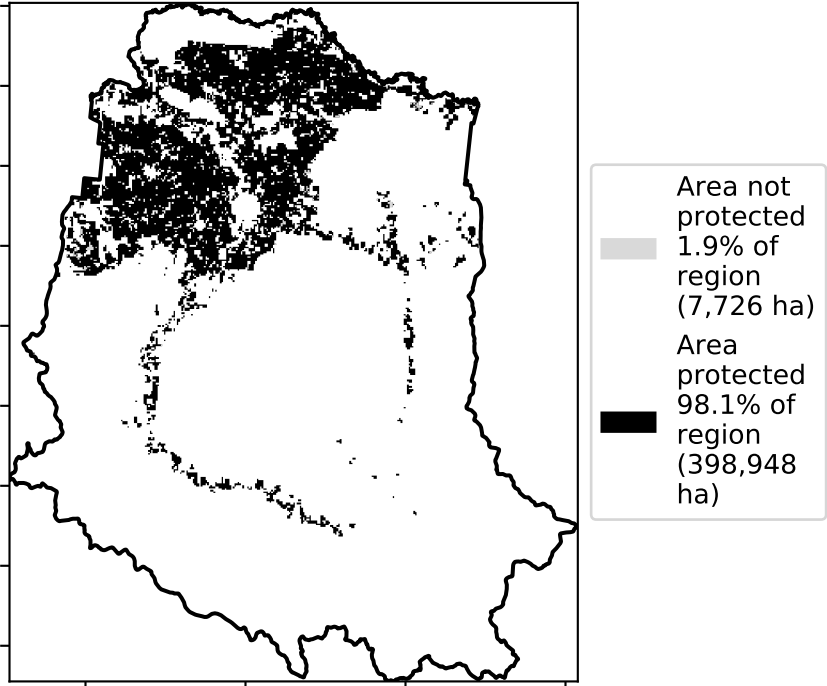 Area not
protected
1.9% of
region
(7,726 ha)
Area
protected
98.1% of
region
(398,948
ha)